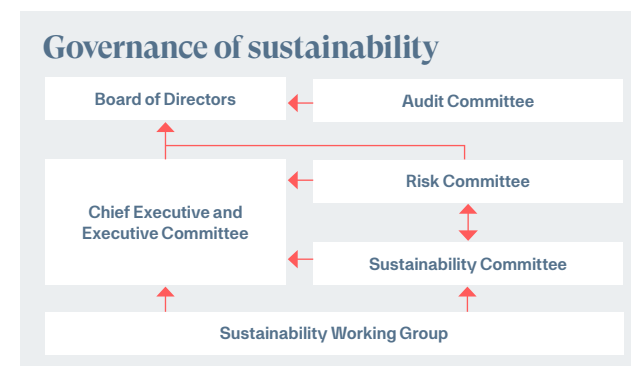 Governance of sustainability
Board of Directors
Audit Committee
Risk Committee
Chief Executive and
Executive Committee
Sustainability Committee
Sustainability Working Group